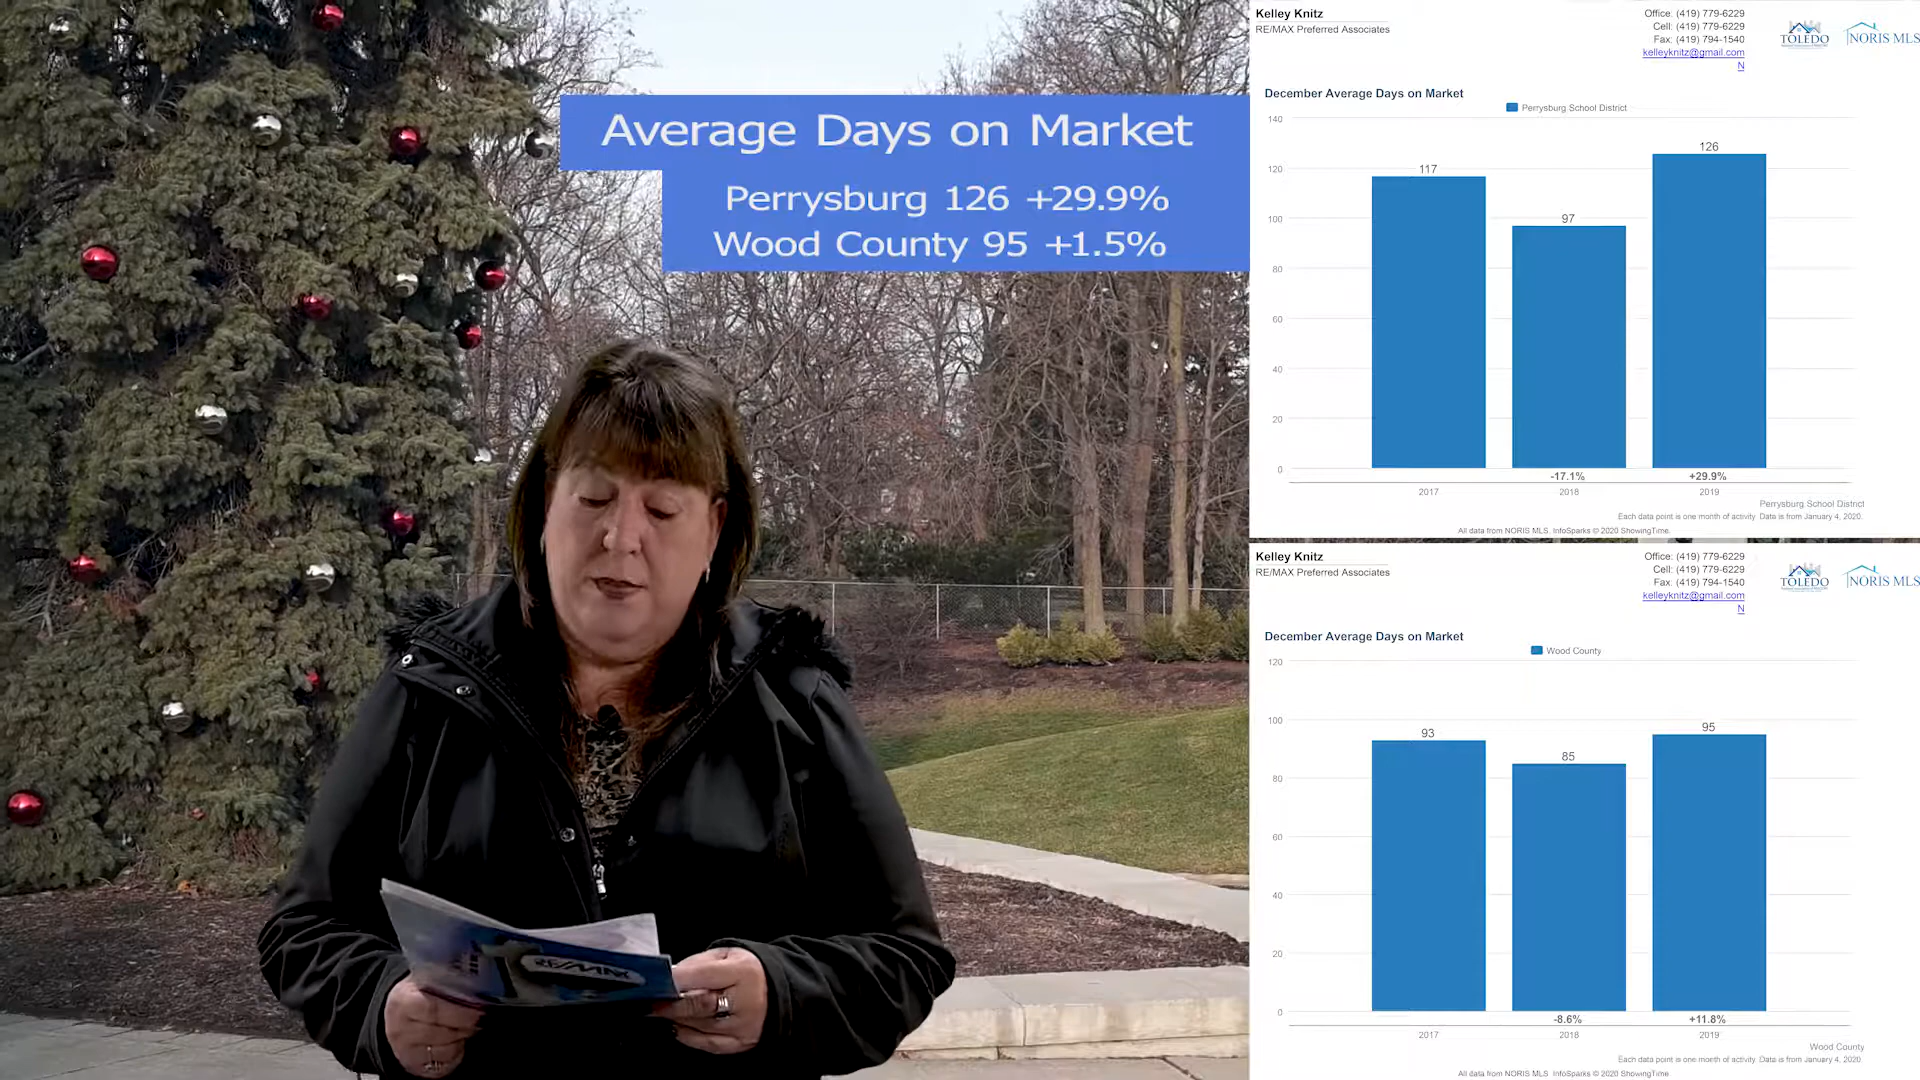 Average Days on Market
Perrysburg 126 +29.9%
Wood County 95 +1.5%
RE/MAX
Kelley Knitz
RE/MAX Preferred Associates
Office: (419) 779-6229
Cell: (419) 779-6229
Fax: (419) 794-1540
kelleyknitz@gmail.com
N
TOLEDO
NORIS MLS
December Average Days on Market
Perrysburg School District
140
120
100
80
60
40
20
0
117
97
126
-17.1%
+29.9%
2017
2018
2019
Perrysburg School District
Each data point is one month of activity. Data is from January 4, 2020.
All data from NORIS MLS. InfoSparks © 2020 ShowingTime.
Kelley Knitz
RE/MAX Preferred Associates
Office: (419) 779-6229
Cell: (419) 779-6229
Fax: (419) 794-1540
kelleyknitz@gmail.com
N
TOLEDO
NORIS MLS
December Average Days on Market
Wood County
120
100
80
60
40
20
0
93
85
95
-8.6%
+11.8%
2017
2018
2019
Wood County
Each data point is one month of activity. Data is from January 4, 2020.
All data from NORIS MLS. InfoSparks © 2020 ShowingTime